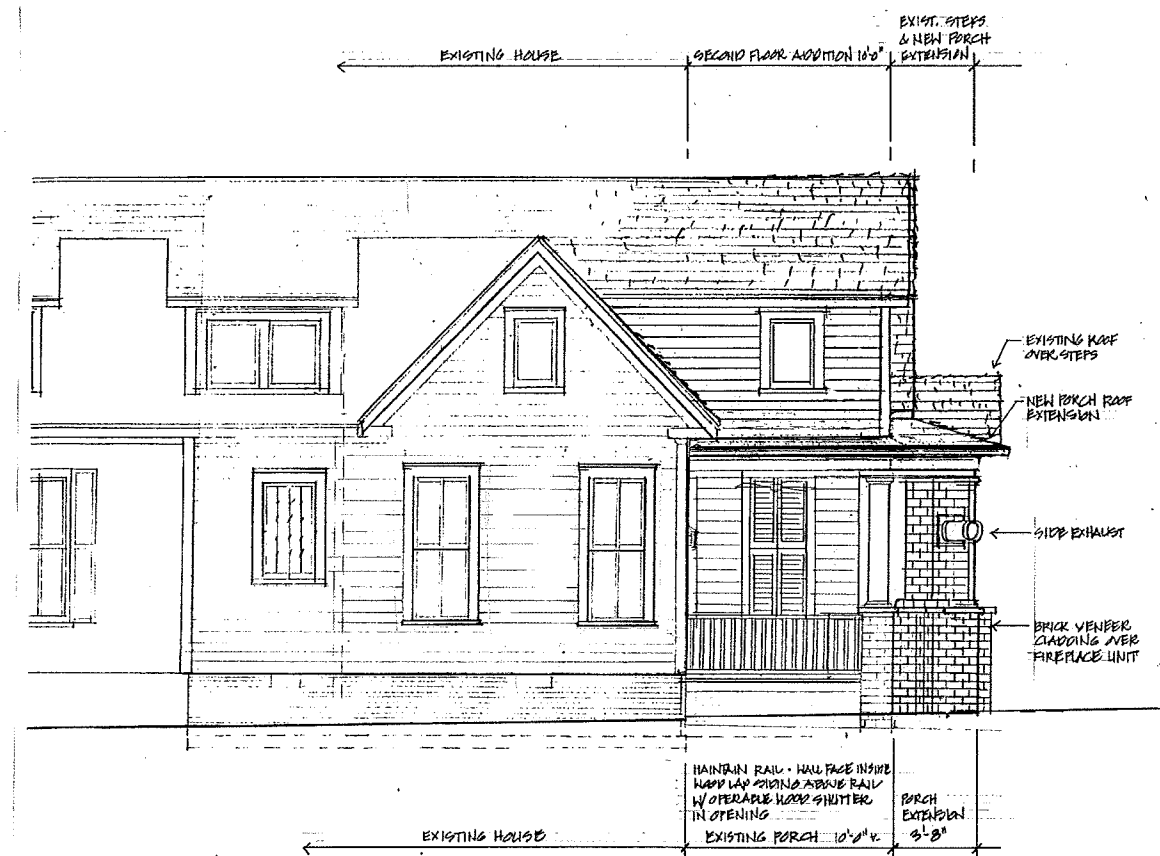 EXIST. STEPS
& NEW PORCH
EXTENSION
EXISTING HOUSE
SECOND FLOOR ADDITION 10'-0"
EXISTING ROOF
OVER STEPS
NEW PORCH ROOF
EXTENSION
SIDE EXHAUST
BRICK VENEER
CLADDING OVER
FIREPLACE UNIT
MAINTAIN RAIL · WALL FACE INSIDE
WOOD LAP SIDING ABOVE RAIL
W/ OPERABLE WOOD SHUTTER
IN OPENING
PORCH
EXTENSION
3'-8"
EXISTING HOUSE
EXISTING PORCH 10'-0" ±